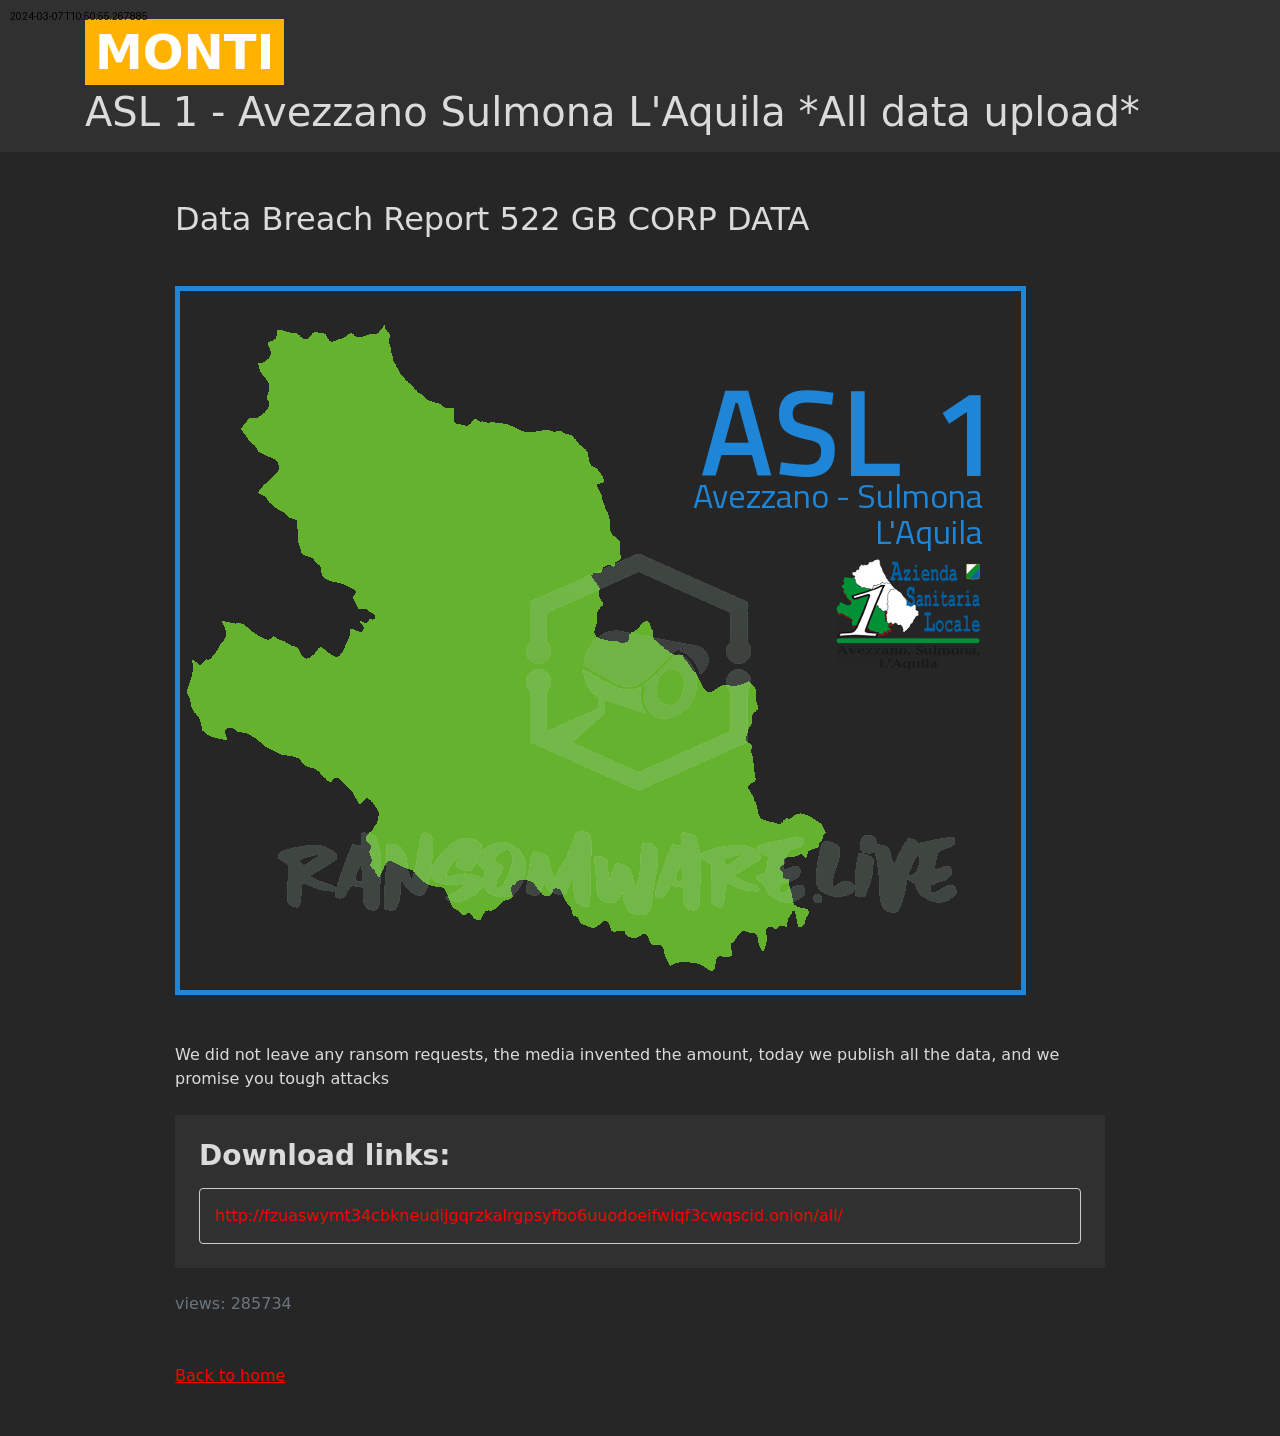 2024-03-07T10:50:55.267885
MONTI
ASL 1 - Avezzano Sulmona L'Aquila *All data upload*
Data Breach Report 522 GB CORP DATA
ASL 1
Avezzano - Sulmona
L'Aquila
Azienda
Sanitaria
1 Locale
Avezzano, Sulmona,
L'Aquila
RANSOMWARE.LIVE
We did not leave any ransom requests, the media invented the amount, today we publish all the data, and we
promise you tough attacks
Download links:
http://fzuaswymt34cbkneudijgqrzkalrgpsyfbo6uuodoeifwiqf3cwqscid.onion/all/
views: 285734
Back to home